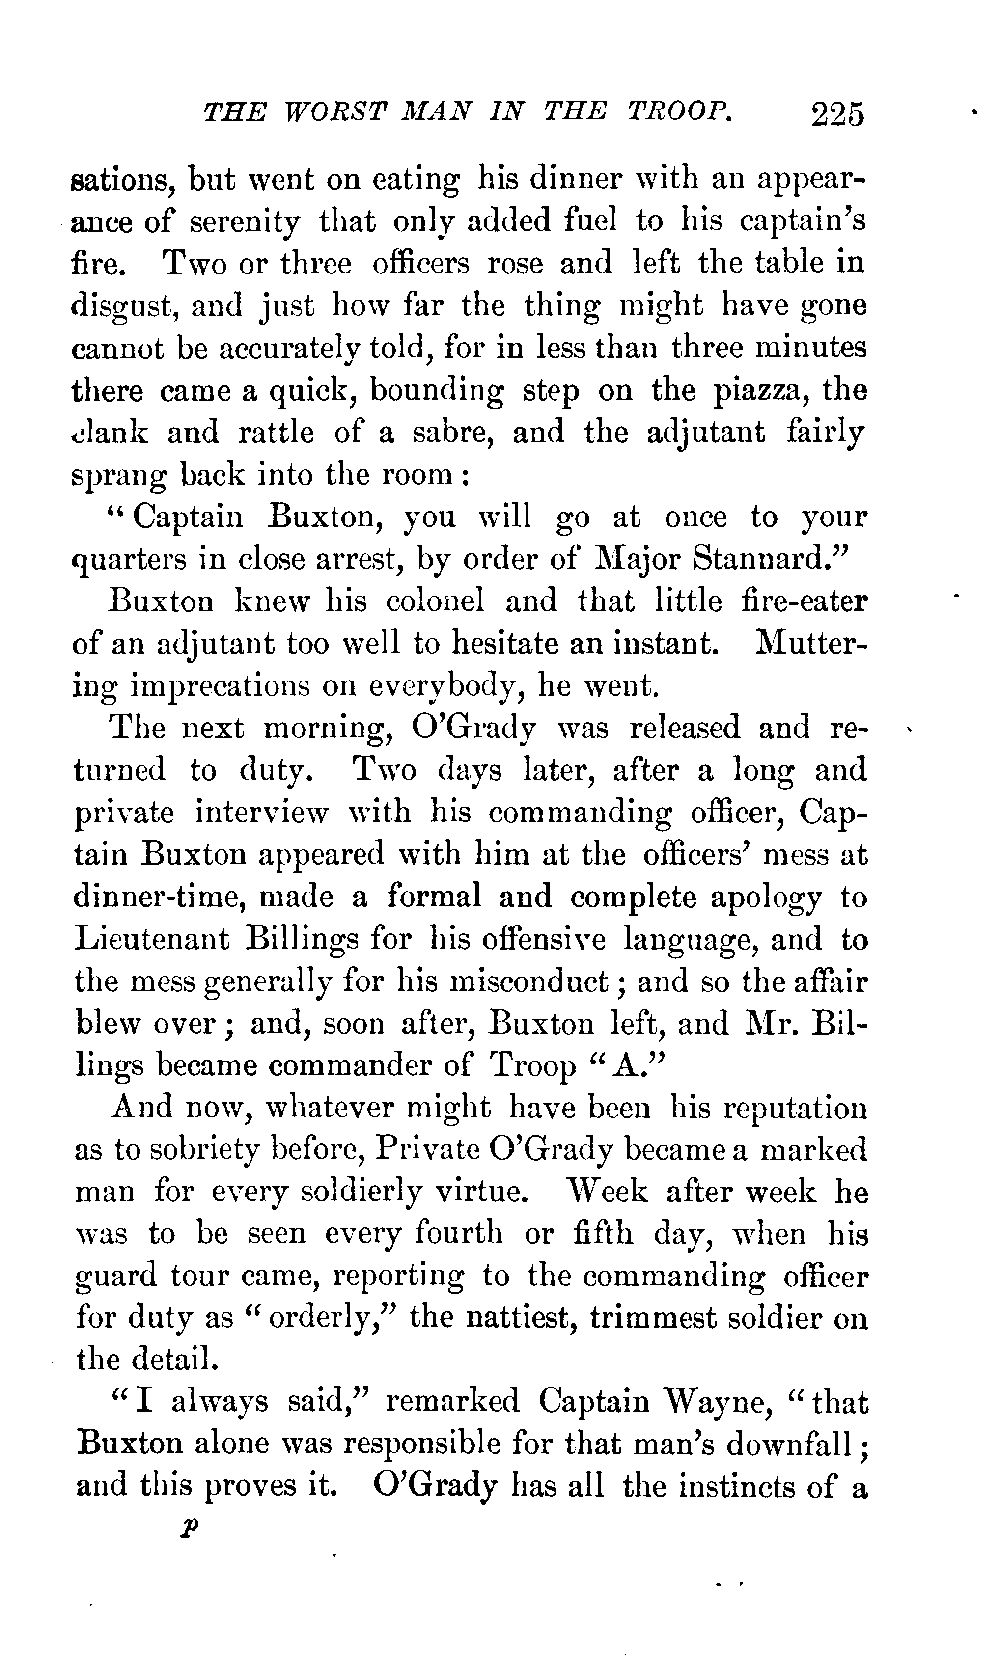 THE WORST MAN IN THE TROOP. 225
sations, but went on eating his dinner with an appear-
ance of serenity that only added fuel to his captain's
fire. Two or three officers rose and left the table in
disgust, and just how far the thing might have gone
cannot be accurately told, for in less than three minutes
there came a quick, bounding step on the piazza, the
clank and rattle of a sabre, and the adjutant fairly
sprang back into the room :
" Captain Buxton, you will go at once to your
quarters in close arrest, by order of Major Stannard."
Buxton knew his colonel and that little fire-eater
of an adjutant too well to hesitate an instant. Mutter-
ing imprecations on everybody, he went.
The next morning, O'Grady was released and re-
turned to duty. Two days later, after a long and
private interview with his commanding officer, Cap-
tain Buxton appeared with him at the officers' mess at
dinner-time, made a formal and complete apology to
Lieutenant Billings for his offensive language, and to
the mess generally for his misconduct ; and so the affair
blew over ; and, soon after, Buxton left, and Mr. Bil-
lings became commander of Troop " A."
And now, whatever might have been his reputation
as to sobriety before, Private O'Grady became a marked
man for every soldierly virtue. Week after week he
was to be seen every fourth or fifth day, when his
guard tour came, reporting to the commanding officer
for duty as " orderly," the nattiest, trimmest soldier on
the detail.
" I always said," remarked Captain Wayne, " that
Buxton alone was responsible for that man's downfall ;
and this proves it. O'Grady has all the instincts of a
p